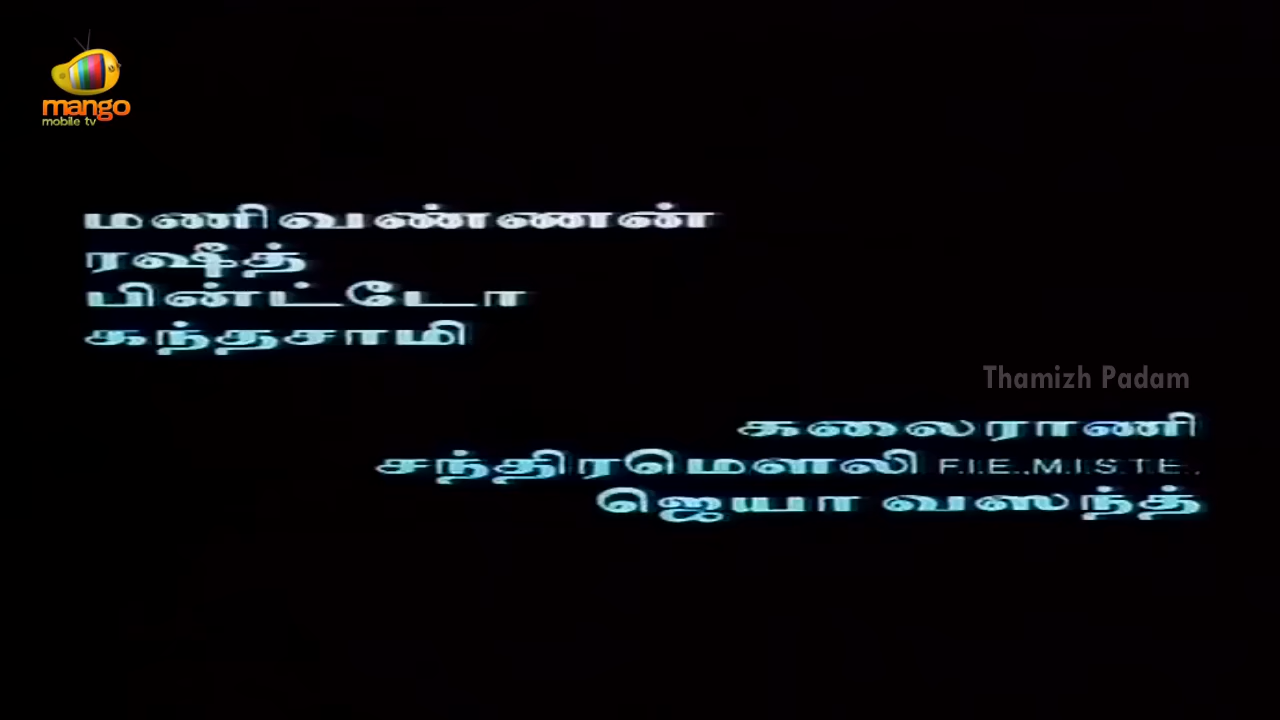 mango
mobile tv
மணிவண்ணன்
ரஷீத்
பின்ட்டோ
கந்தசாமி
Thamizh Padam
கலைராணி
சந்திரமௌலி F.I.E.,M.I.S.T.E.,
ஜெயா வஸந்த்